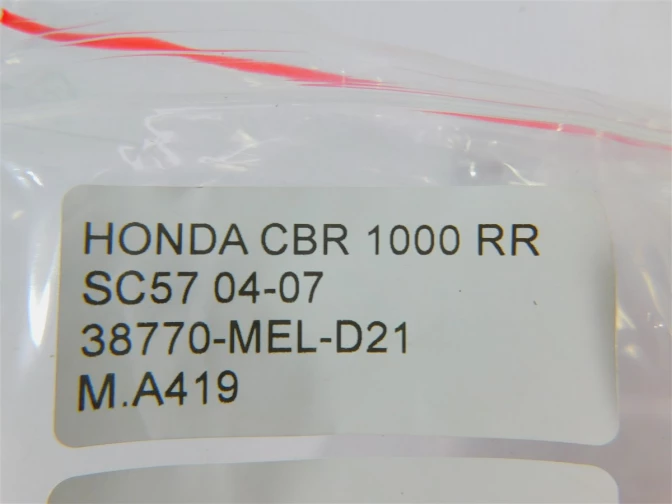 HONDA CBR 1000 RR
SC57 04-07
38770-MEL-D21
M.A419